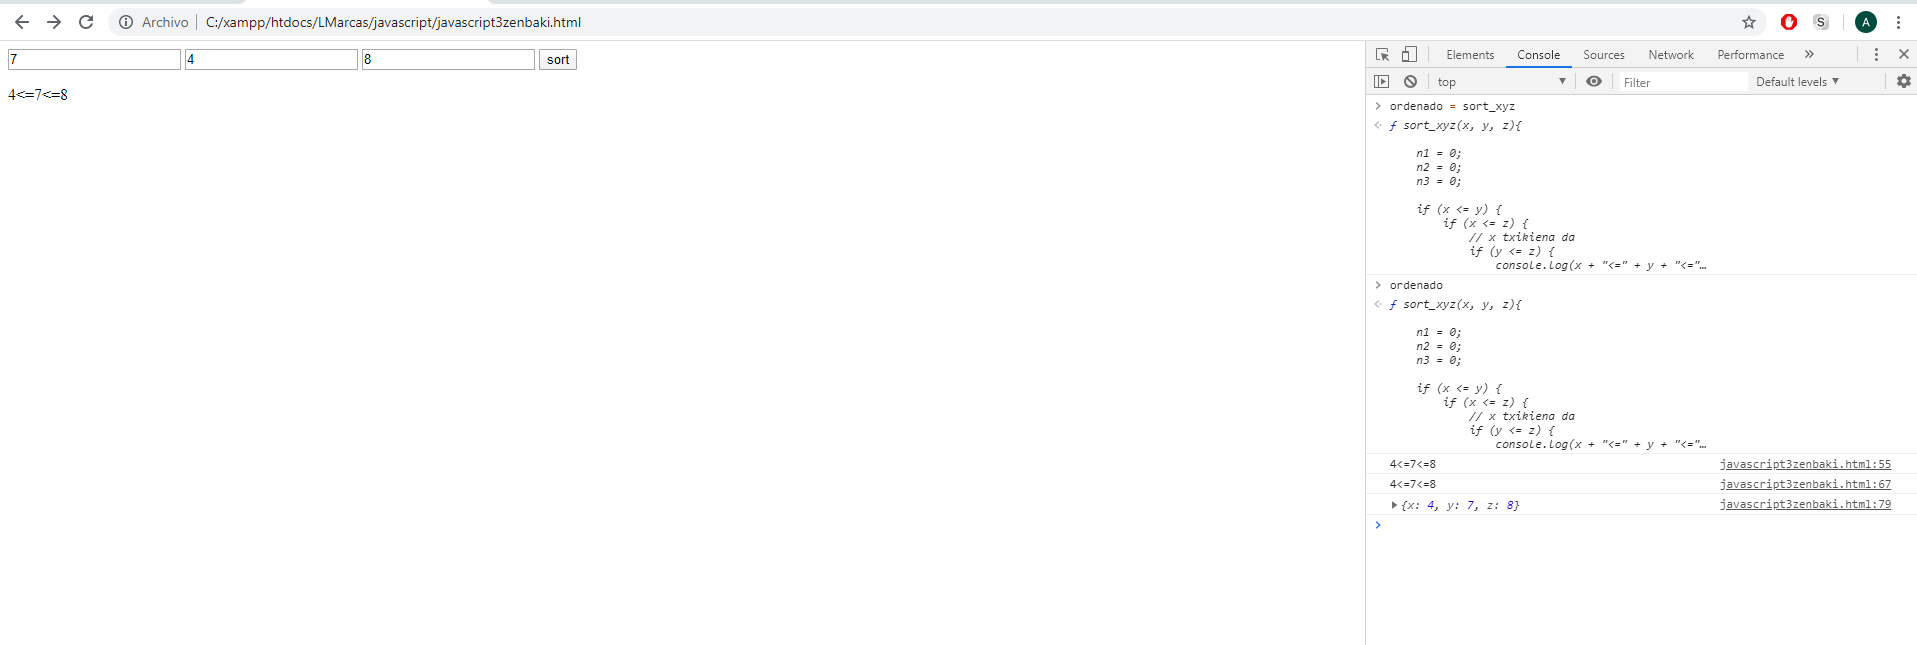 Archivo | C:/xampp/htdocs/LMarcas/javascript/javascript3zenbaki.html
S
A
7 4 8 sort
4<=7<=8
Elements Console Sources Network Performance »
top Filter Default levels
> ordenado = sort_xyz
ƒ sort_xyz(x, y, z){
n1 = 0;
n2 = 0;
n3 = 0;
if (x <= y) {
if (x <= z) {
// x txikiena da
if (y <= z) {
console.log(x + "<=" + y + "<="…
> ordenado
ƒ sort_xyz(x, y, z){
n1 = 0;
n2 = 0;
n3 = 0;
if (x <= y) {
if (x <= z) {
// x txikiena da
if (y <= z) {
console.log(x + "<=" + y + "<="…
4<=7<=8 javascript3zenbaki.html:55
4<=7<=8 javascript3zenbaki.html:67
{x: 4, y: 7, z: 8} javascript3zenbaki.html:79
>